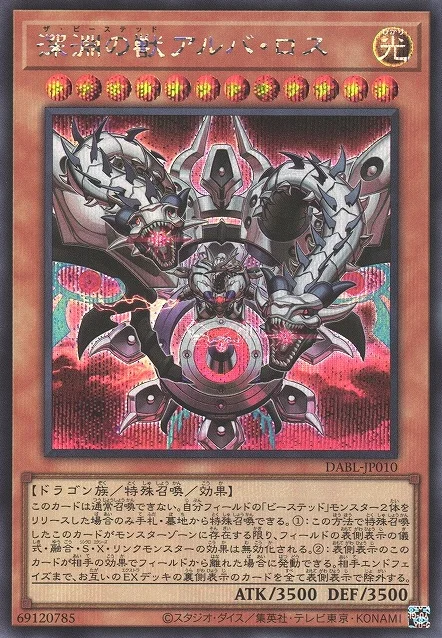 ザ・ビーステッド
深淵の獣アルバ・ロス
光
DABL-JP010
【ドラゴン族/特殊召喚/効果】
このカードは通常召喚できない。自分フィールドの「ビーステッド」モンスター2体を
リリースした場合のみ手札・墓地から特殊召喚できる。①:この方法で特殊召喚
したこのカードがモンスターゾーンに存在する限り、フィールドの表側表示の儀
式・融合・S・X・リンクモンスターの効果は無効化される。②:表側表示のこの
カードが相手の効果でフィールドから離れた場合に発動できる。相手エンドフ
ェイズまで、お互いのEXデッキの裏側表示のカードを全て表側表示で除外する。
ATK/3500 DEF/3500
69120785
©スタジオ・ダイス/集英社・テレビ東京・KONAMI